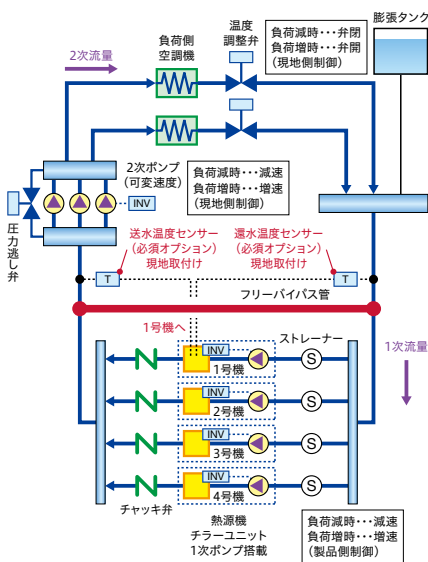 2次流量
負荷側
空調機
温度
調整弁
負荷減時・・・弁閉
負荷増時・・・弁開
(現地側制御)
膨張タンク
2次ポンプ
(可変速度)
負荷減時・・・減速
負荷増時・・・増速
(現地側制御)
INV
圧力逃し弁
送水温度センサー
(必須オプション)
現地取付け
還水温度センサー
(必須オプション)
現地取付け
T
T
フリーバイパス管
1号機へ
ストレーナー
1次流量
INV
S
1号機
INV
S
2号機
INV
S
3号機
INV
S
4号機
チャッキ弁
熱源機
チラーユニット
1次ポンプ搭載
負荷減時・・・減速
負荷増時・・・増速
(製品側制御)